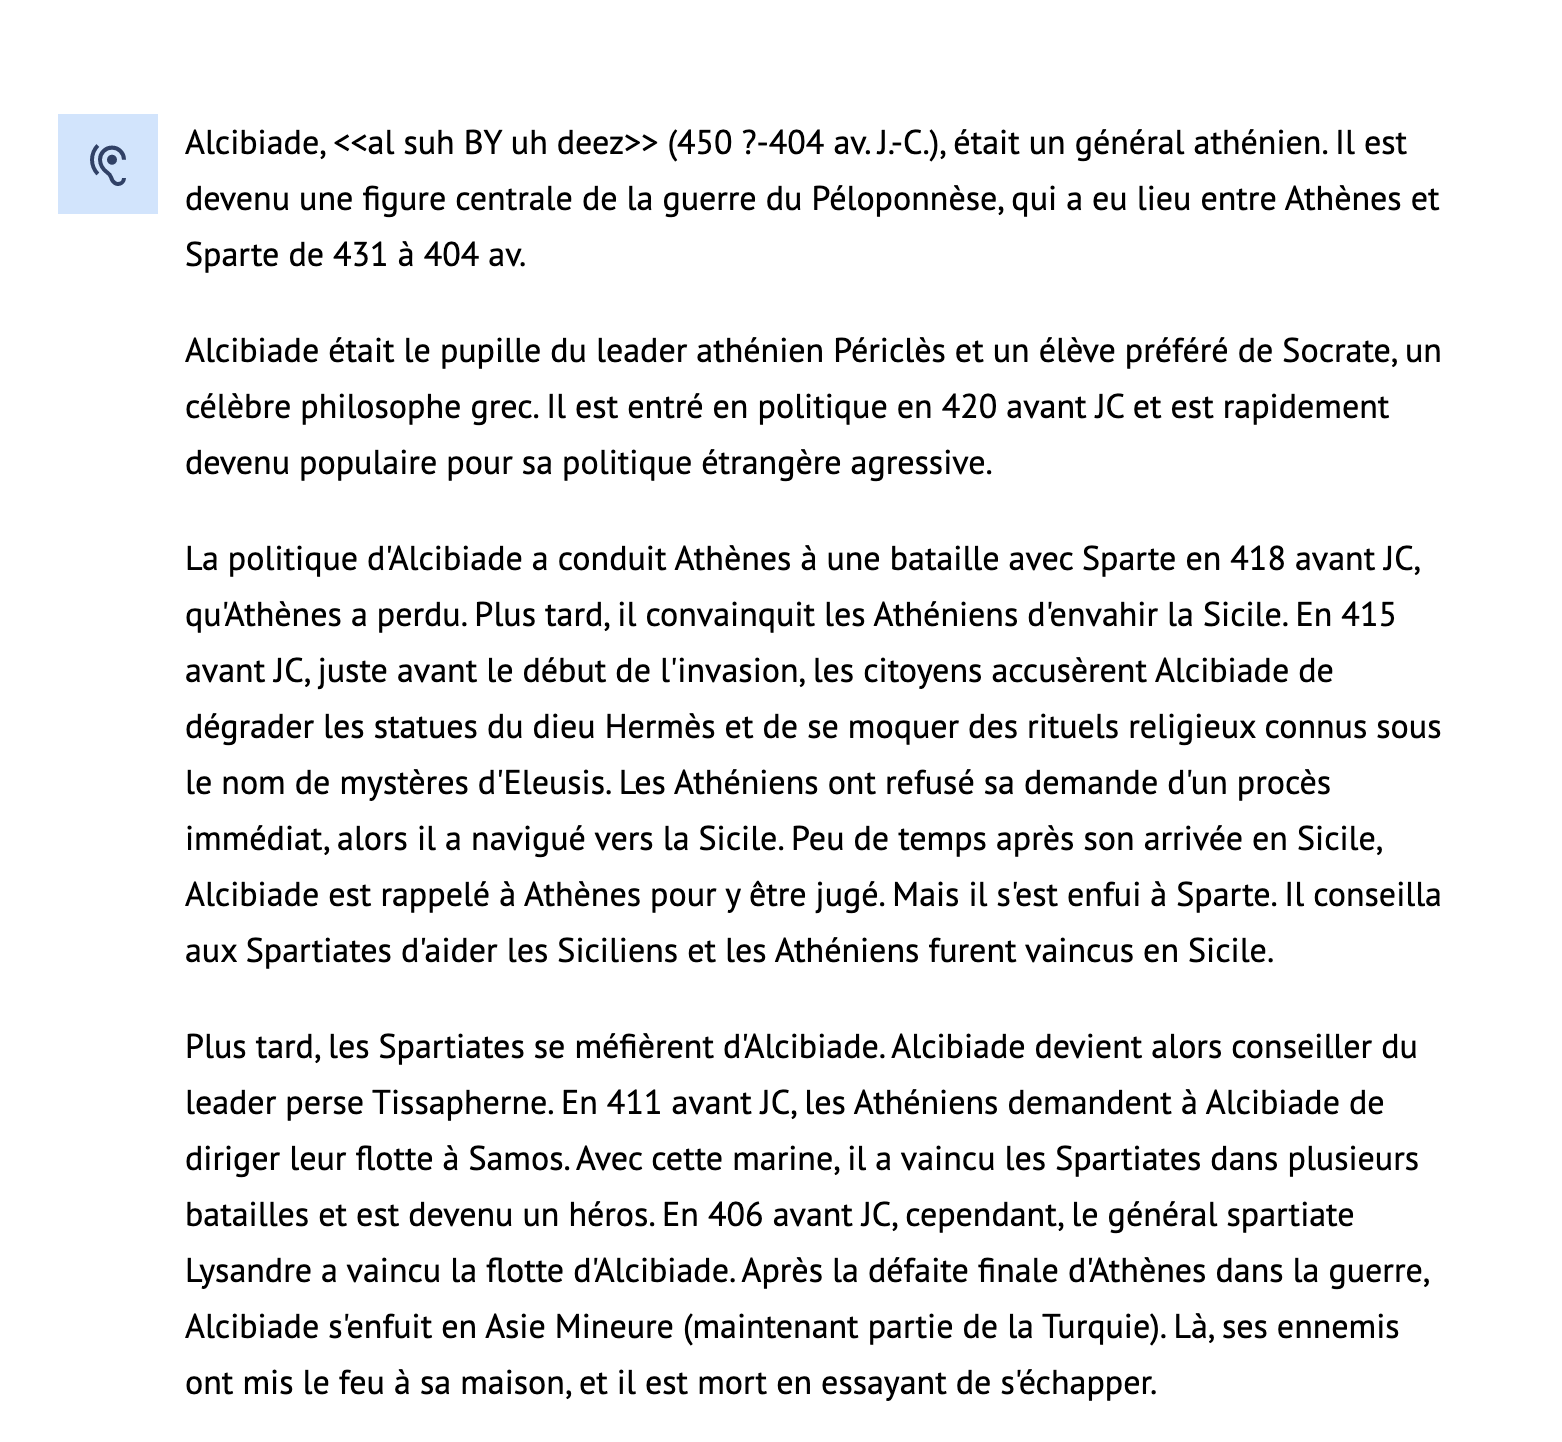 Alcibiade, <<al suh BY uh deez>> (450 ?-404 av. J.-C.), était un général athénien. Il est
devenu une figure centrale de la guerre du Péloponnèse, qui a eu lieu entre Athènes et
Sparte de 431 à 404 av.
Alcibiade était le pupille du leader athénien Périclès et un élève préféré de Socrate, un
célèbre philosophe grec. Il est entré en politique en 420 avant JC et est rapidement
devenu populaire pour sa politique étrangère agressive.
La politique d'Alcibiade a conduit Athènes à une bataille avec Sparte en 418 avant JC,
qu'Athènes a perdu. Plus tard, il convainquit les Athéniens d'envahir la Sicile. En 415
avant JC, juste avant le début de l'invasion, les citoyens accusèrent Alcibiade de
dégrader les statues du dieu Hermès et de se moquer des rituels religieux connus sous
le nom de mystères d'Eleusis. Les Athéniens ont refusé sa demande d'un procès
immédiat, alors il a navigué vers la Sicile. Peu de temps après son arrivée en Sicile,
Alcibiade est rappelé à Athènes pour y être jugé. Mais il s'est enfui à Sparte. Il conseilla
aux Spartiates d'aider les Siciliens et les Athéniens furent vaincus en Sicile.
Plus tard, les Spartiates se méfièrent d'Alcibiade. Alcibiade devient alors conseiller du
leader perse Tissapherne. En 411 avant JC, les Athéniens demandent à Alcibiade de
diriger leur flotte à Samos. Avec cette marine, il a vaincu les Spartiates dans plusieurs
batailles et est devenu un héros. En 406 avant JC, cependant, le général spartiate
Lysandre a vaincu la flotte d'Alcibiade. Après la défaite finale d'Athènes dans la guerre,
Alcibiade s'enfuit en Asie Mineure (maintenant partie de la Turquie). Là, ses ennemis
ont mis le feu à sa maison, et il est mort en essayant de s'échapper.